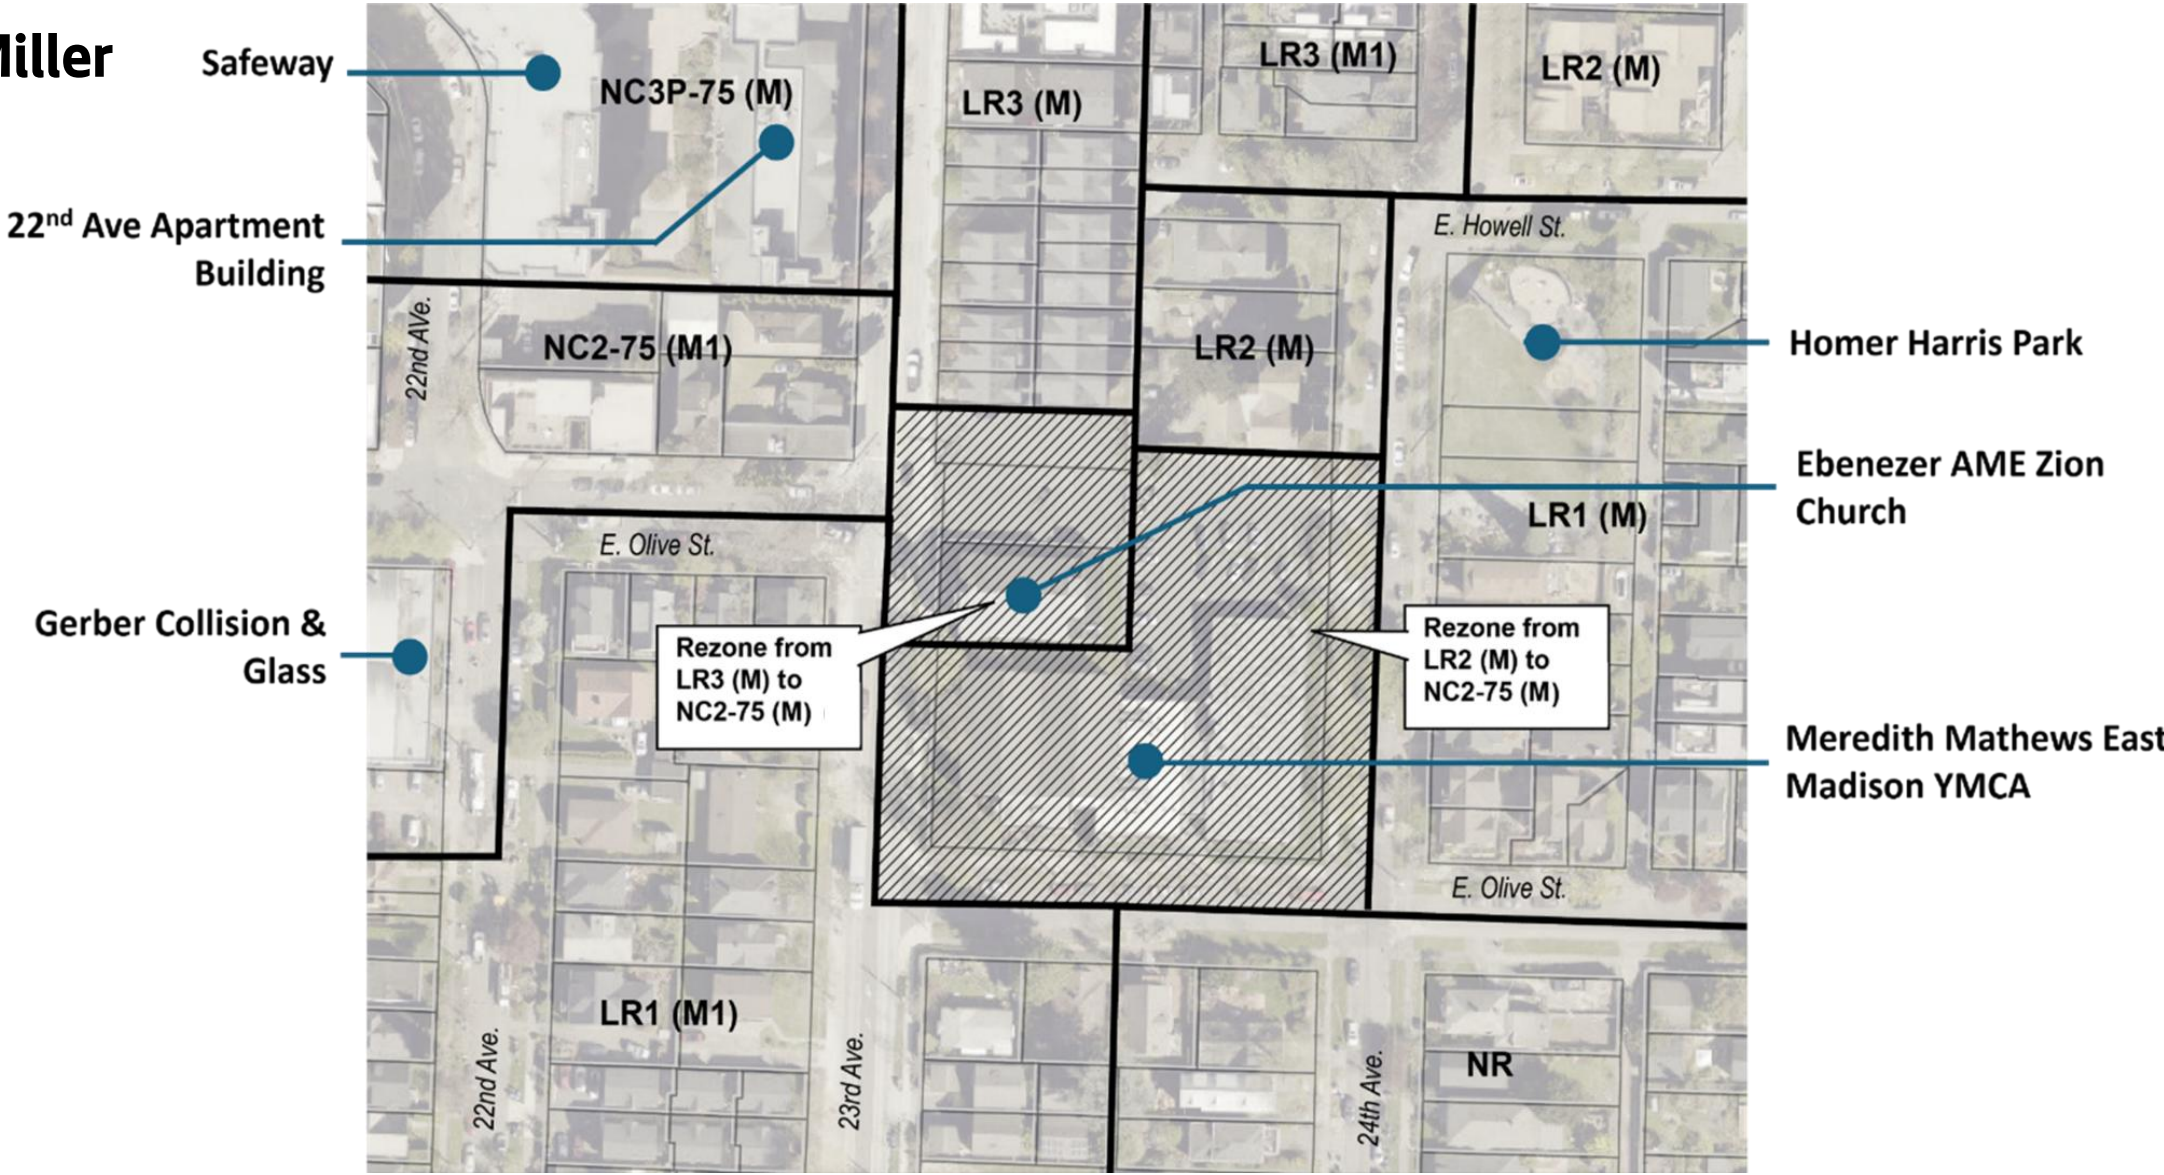 Miller
Safeway
NC3P-75 (M)
LR3 (M)
LR3 (M1)
LR2 (M)
22nd Ave Apartment
Building
E. Howell St.
22nd AVe.
NC2-75 (M1)
LR2 (M)
Homer Harris Park
Ebenezer AME Zion
Church
LR1 (M)
E. Olive St.
Gerber Collision &
Glass
Rezone from
LR3 (M) to
NC2-75 (M)
Rezone from
LR2 (M) to
NC2-75 (M)
Meredith Mathews East
Madison YMCA
E. Olive St.
LR1 (M1)
22nd Ave.
23rd Ave.
24th Ave.
NR